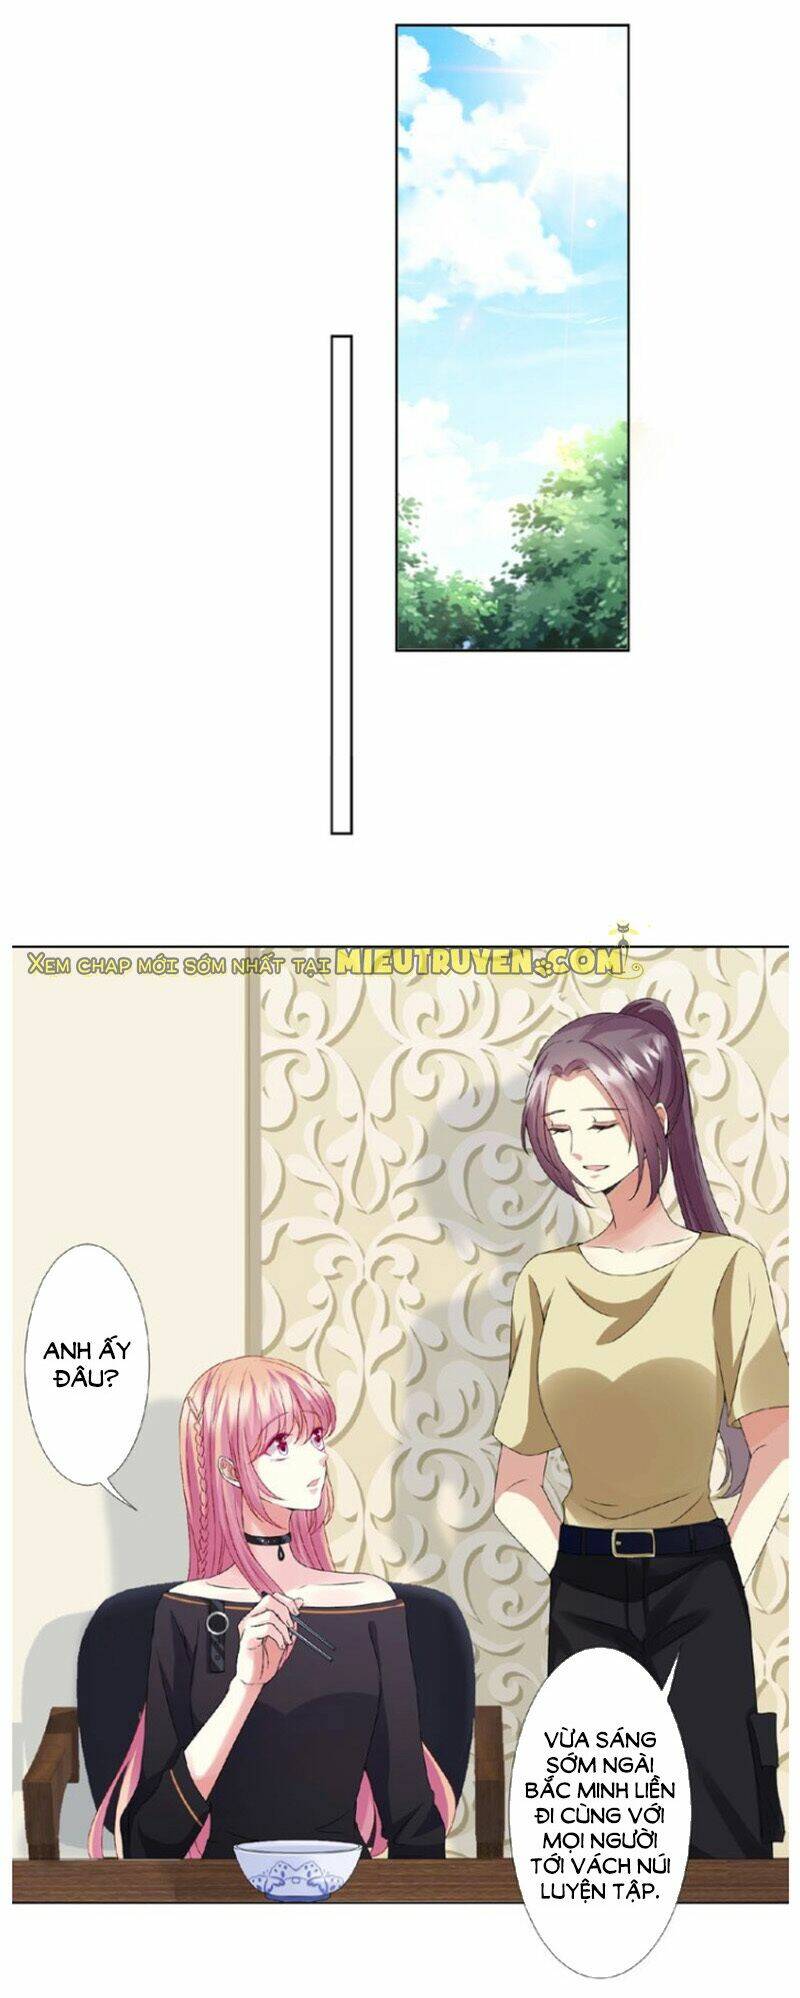 XEM CHAP MỚI SỚM NHẤT TẠI MIEUTRUYEN.COM
ANH ẤY
ĐÂU?
VỪA SÁNG
SỚM NGÀI
BẮC MINH LIỀN
ĐI CÙNG VỚI
MỌI NGƯỜI
TỚI VÁCH NÚI
LUYỆN TẬP.